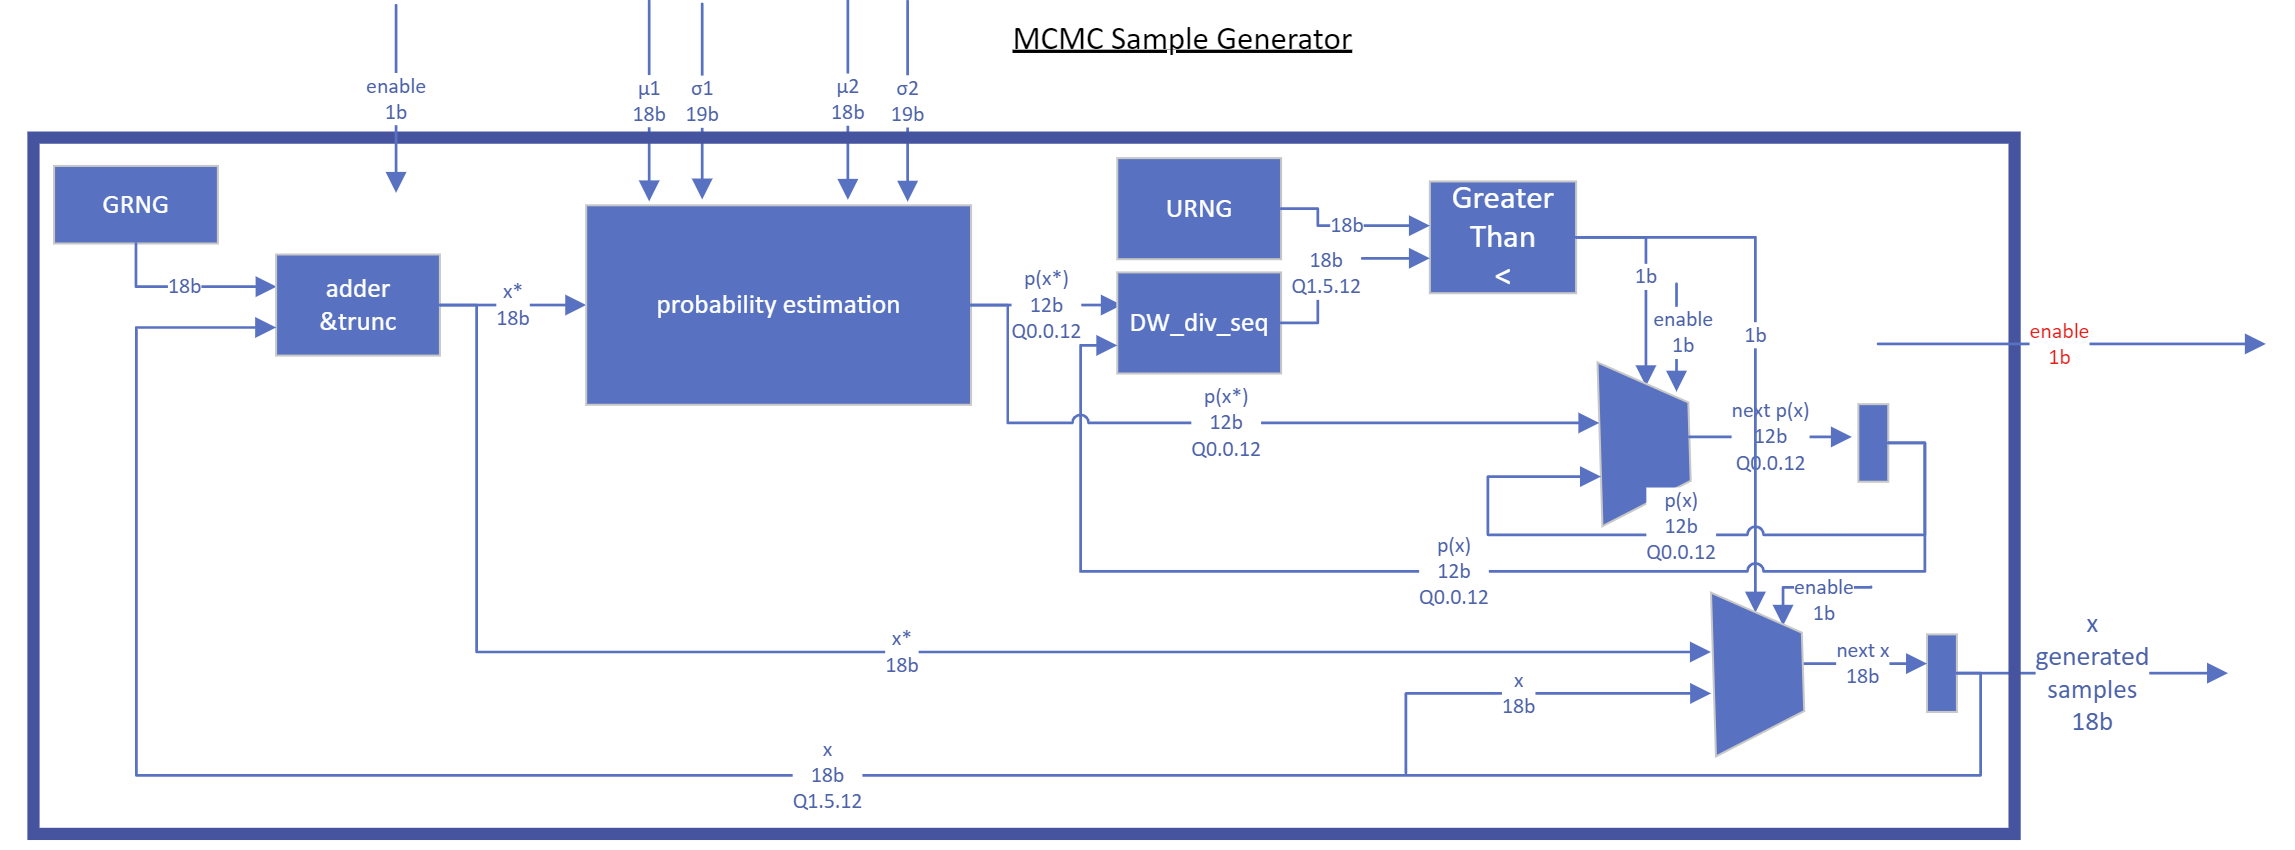 MCMC Sample Generator
enable
1b
μ1
18b
σ1
19b
μ2
18b
σ2
19b
GRNG
18b
adder
&trunc
x*
18b
probability estimation
p(x*)
12b
Q0.0.12
URNG
18b
18b
Q1.5.12
DW_div_seq
Greater
Than
<
1b
enable
1b
1b
enable
1b
p(x*)
12b
Q0.0.12
next p(x)
12b
Q0.0.12
p(x)
12b
Q0.0.12
p(x)
12b
Q0.0.12
enable
1b
x*
18b
next x
18b
x
18b
x
generated
samples
18b
x
18b
Q1.5.12